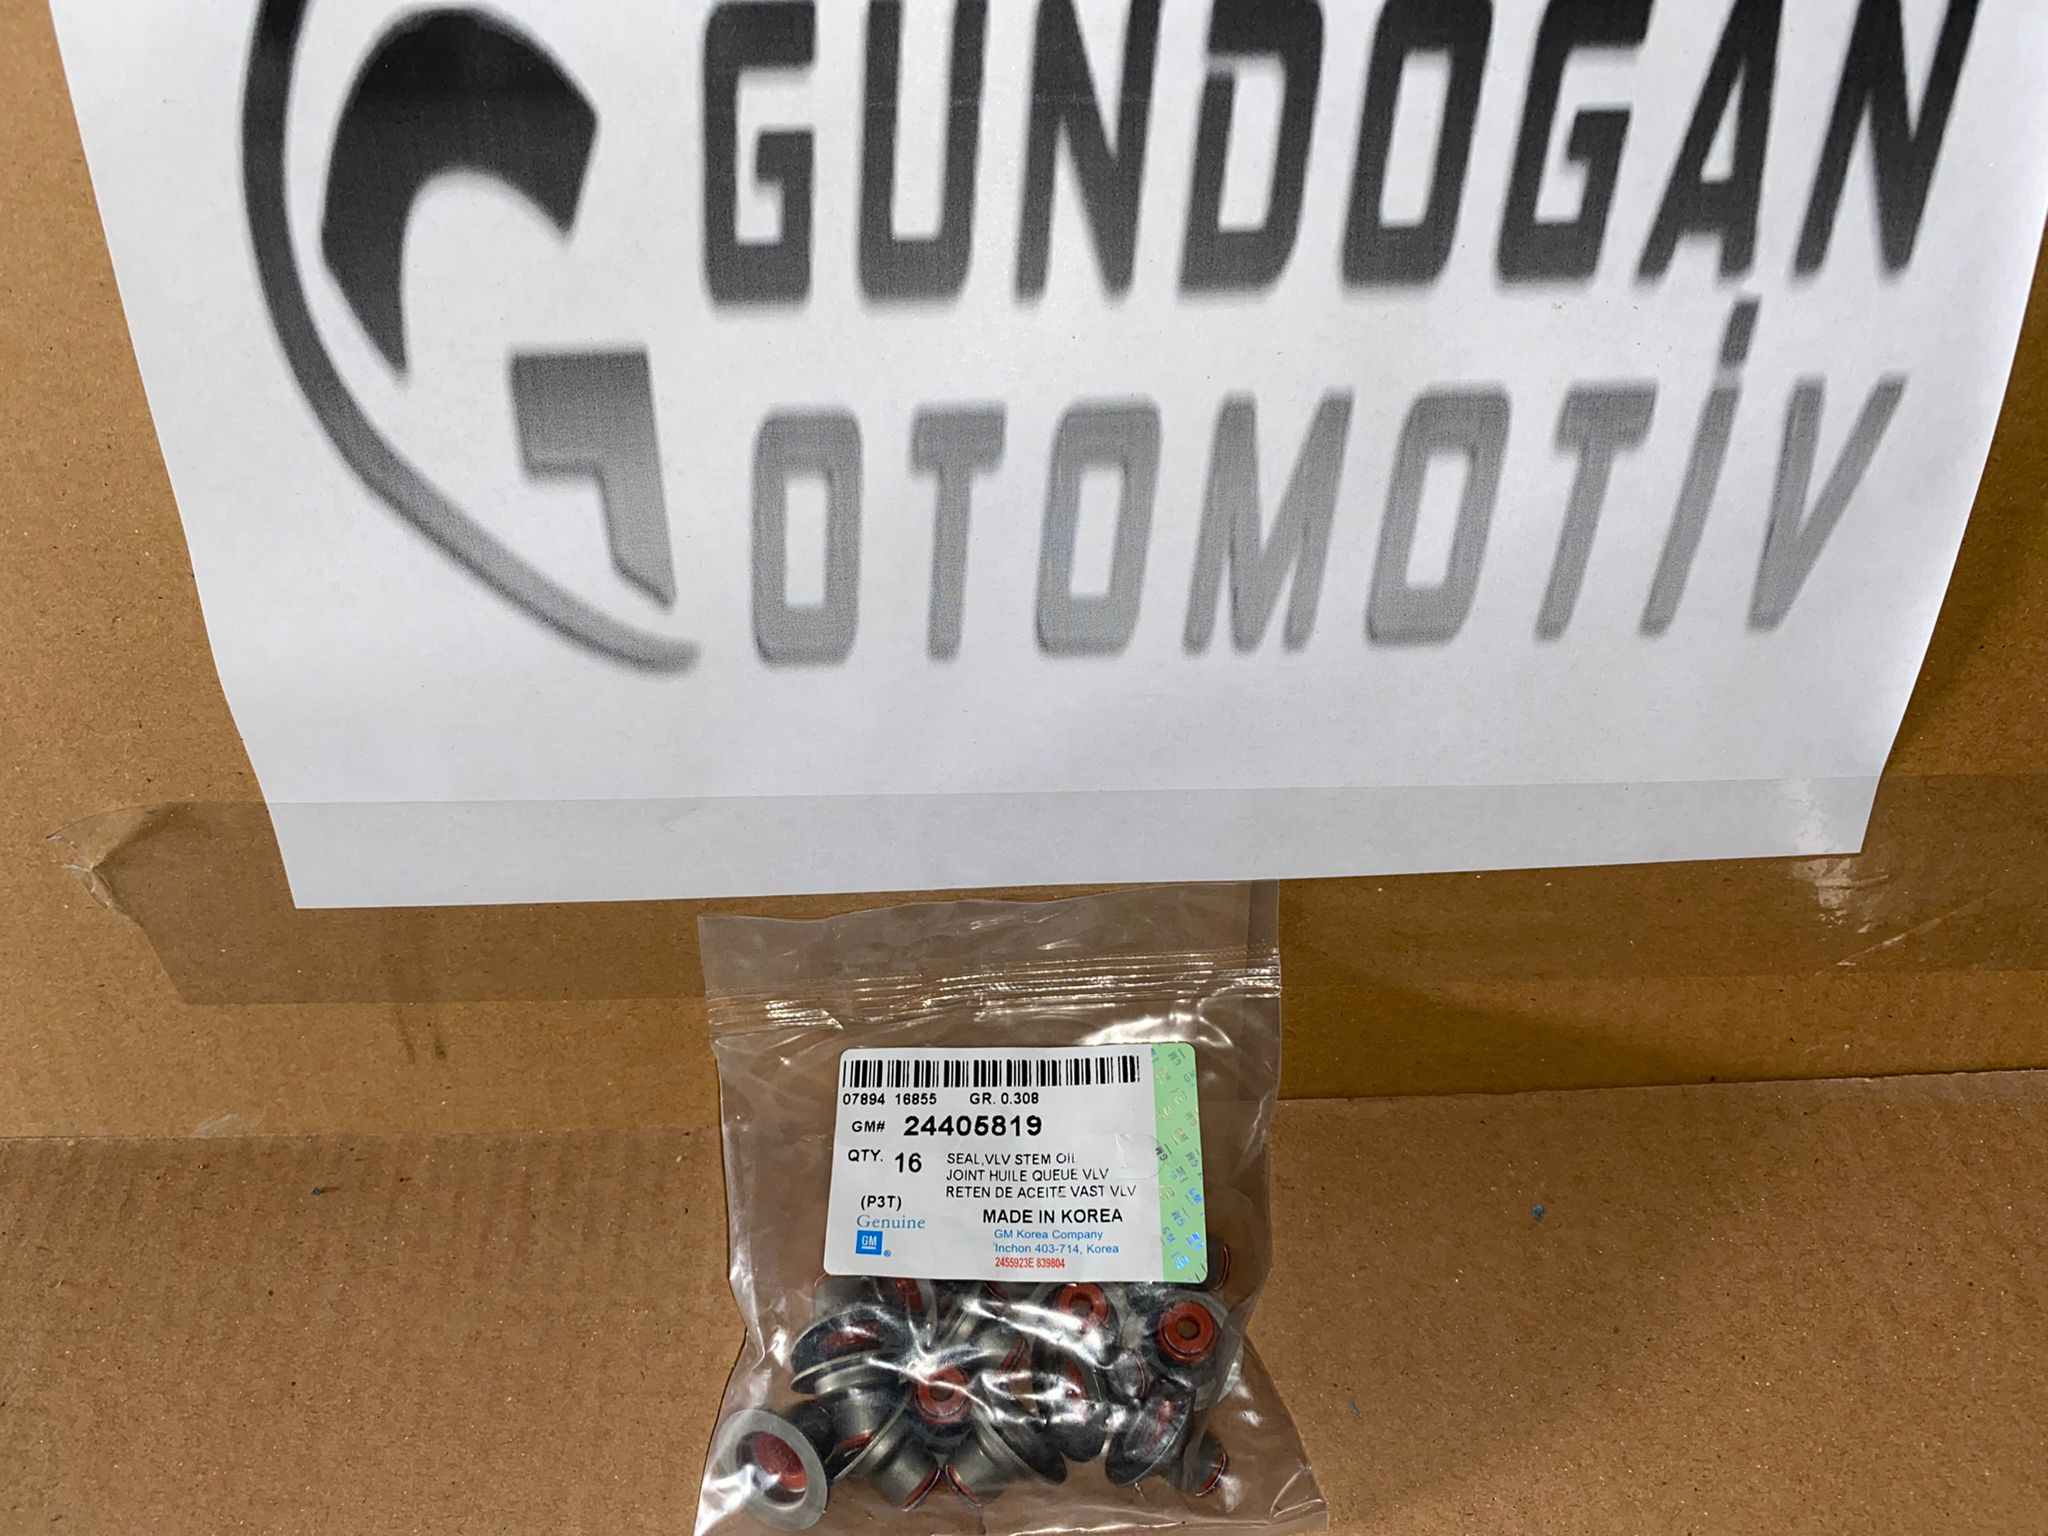 GUNDOGAN
OTOMOTİV
07894 16855 GR. 0.308
GM# 24405819
QTY. 16 SEAL,VLV STEM OIL
JOINT HUILE QUEUE VLV
RETEN DE ACEITE VAST VLV
(P3T)
MADE IN KOREA
Genuine
GM
®
GM Korea Company
Inchon 403-714, Korea
2455923E 839804